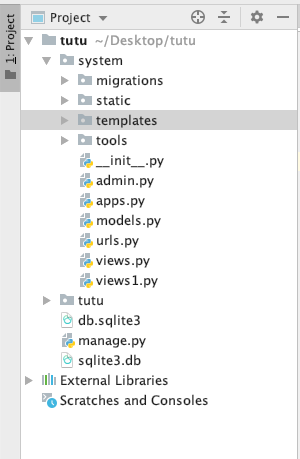 1: Project
Project
tutu ~/Desktop/tutu
system
migrations
static
templates
tools
__init__.py
admin.py
apps.py
models.py
urls.py
views.py
views1.py
tutu
db.sqlite3
manage.py
sqlite3.db
External Libraries
Scratches and Consoles